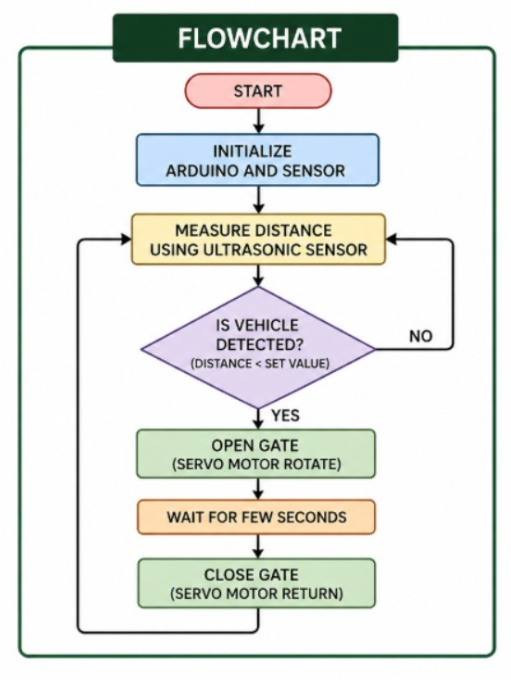 FLOWCHART
START
INITIALIZE
ARDUINO AND SENSOR
MEASURE DISTANCE
USING ULTRASONIC SENSOR
IS VEHICLE
DETECTED?
(DISTANCE < SET VALUE)
NO
YES
OPEN GATE
(SERVO MOTOR ROTATE)
WAIT FOR FEW SECONDS
CLOSE GATE
(SERVO MOTOR RETURN)